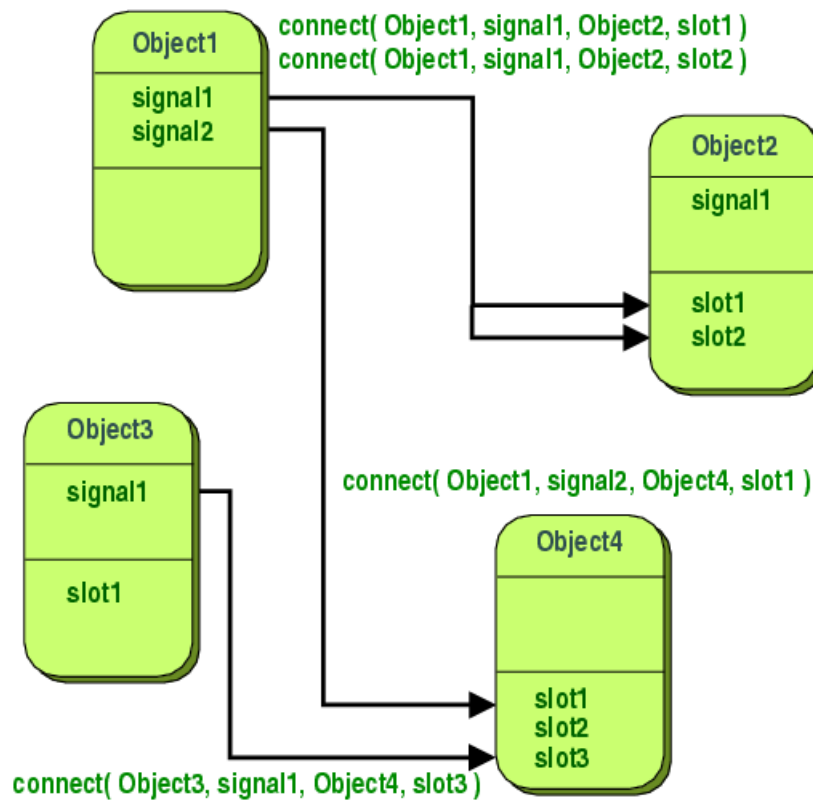 Object1
signal1
signal2
connect( Object1, signal1, Object2, slot1 )
connect( Object1, signal1, Object2, slot2 )
Object2
signal1
slot1
slot2
Object3
signal1
slot1
connect( Object1, signal2, Object4, slot1 )
Object4
slot1
slot2
slot3
connect( Object3, signal1, Object4, slot3 )